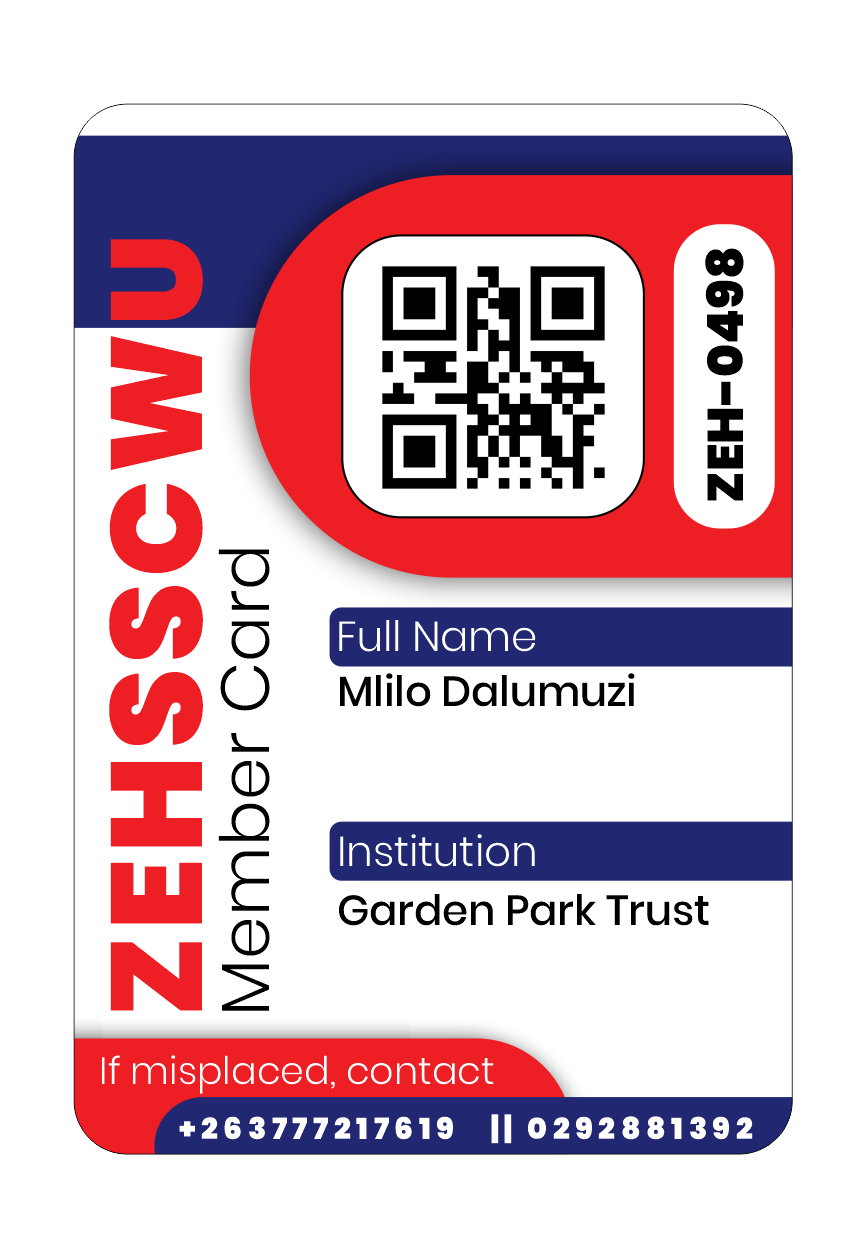 ZEHSSCWU
Member Card
ZEH-0498
Full Name
Mlilo Dalumuzi
Institution
Garden Park Trust
If misplaced, contact
+263777217619 || 0292881392